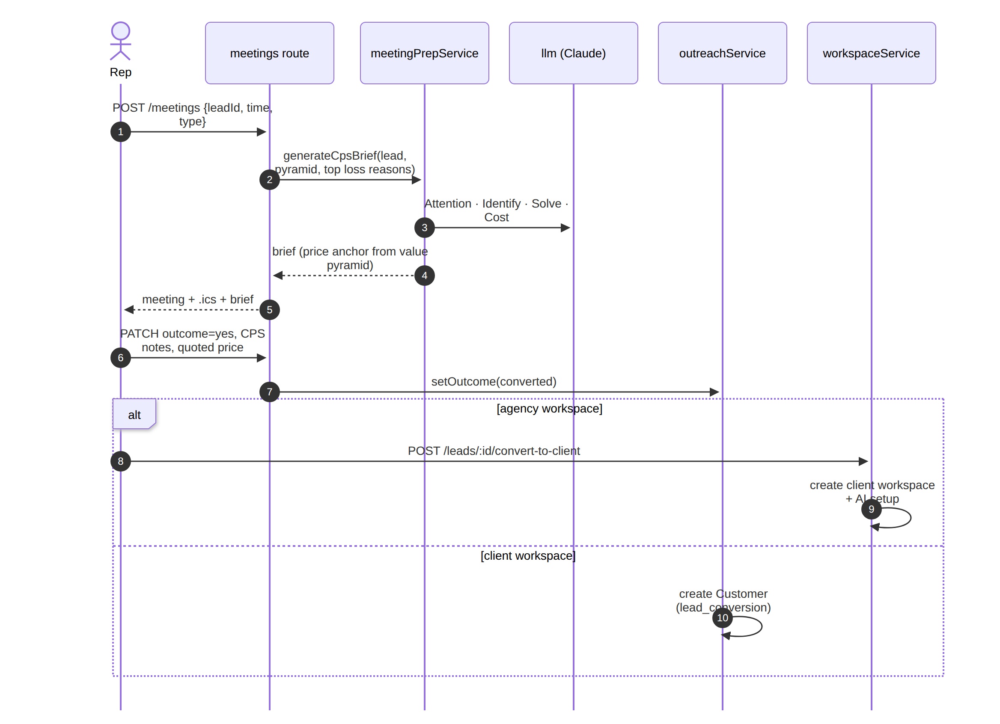 Rep
meetings route
meetingPrepService
llm (Claude)
outreachService
workspaceService
POST /meetings {leadId, time,
type}
1
generateCpsBrief(lead,
pyramid, top loss reasons)
2
Attention · Identify · Solve ·
Cost
3
brief (price anchor from value
pyramid)
4
meeting + .ics + brief
5
PATCH outcome=yes, CPS
notes, quoted price
6
setOutcome(converted)
7
alt
[agency workspace]
POST /leads/:id/convert-to-client
8
create client workspace
+ AI setup
9
[client workspace]
create Customer
(lead_conversion)
10